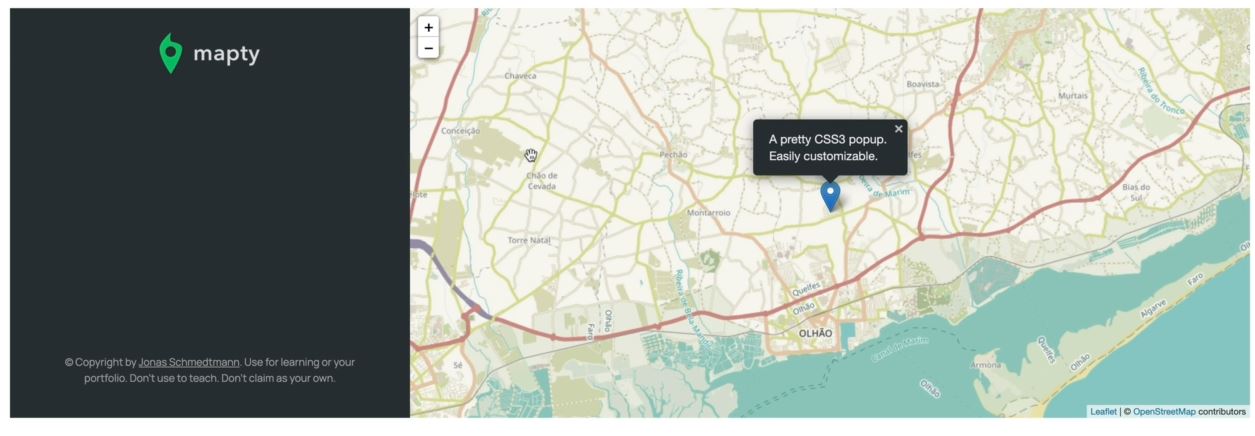 mapty
© Copyright by Jonas Schmedtmann. Use for learning or your
portfolio. Don't use to teach. Don't claim as your own.
+
−
Chaveca
Conceição
Chão de
Cevada
Torre Natal
Sé
Faro
Olhão
Pechão
Montarroio
Ribeira de Bela-Mandil
A pretty CSS3 popup.
Easily customizable.
×
Boavista
Murtais
Ribeira do Tronco
Bias do
Sul
Quelfes
Olhão
OLHÃO
Canal de Marim
Olhão
Armona
Quelfes
Olhão
Algarve
Faro
Leaflet | © OpenStreetMap contributors